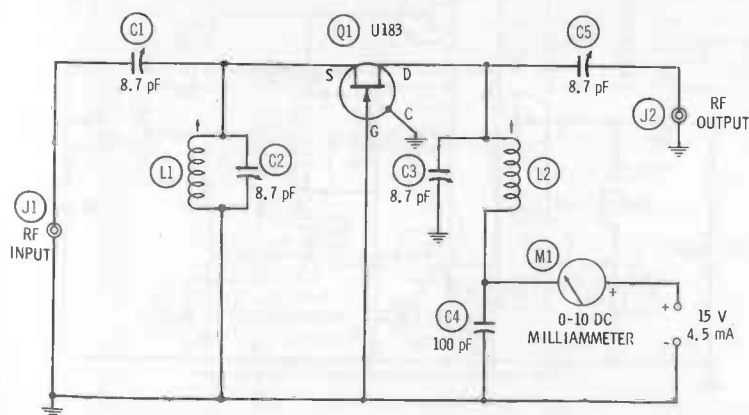 C1
8.7 pF
Q1 U183
S
D
G
C
C5
8.7 pF
J2
RF
OUTPUT
L1
C2
8.7 pF
C3
8.7 pF
L2
J1
RF
INPUT
M1
+
0-10 DC
MILLIAMMETER
C4
100 pF
+
-
15 V
4.5 mA